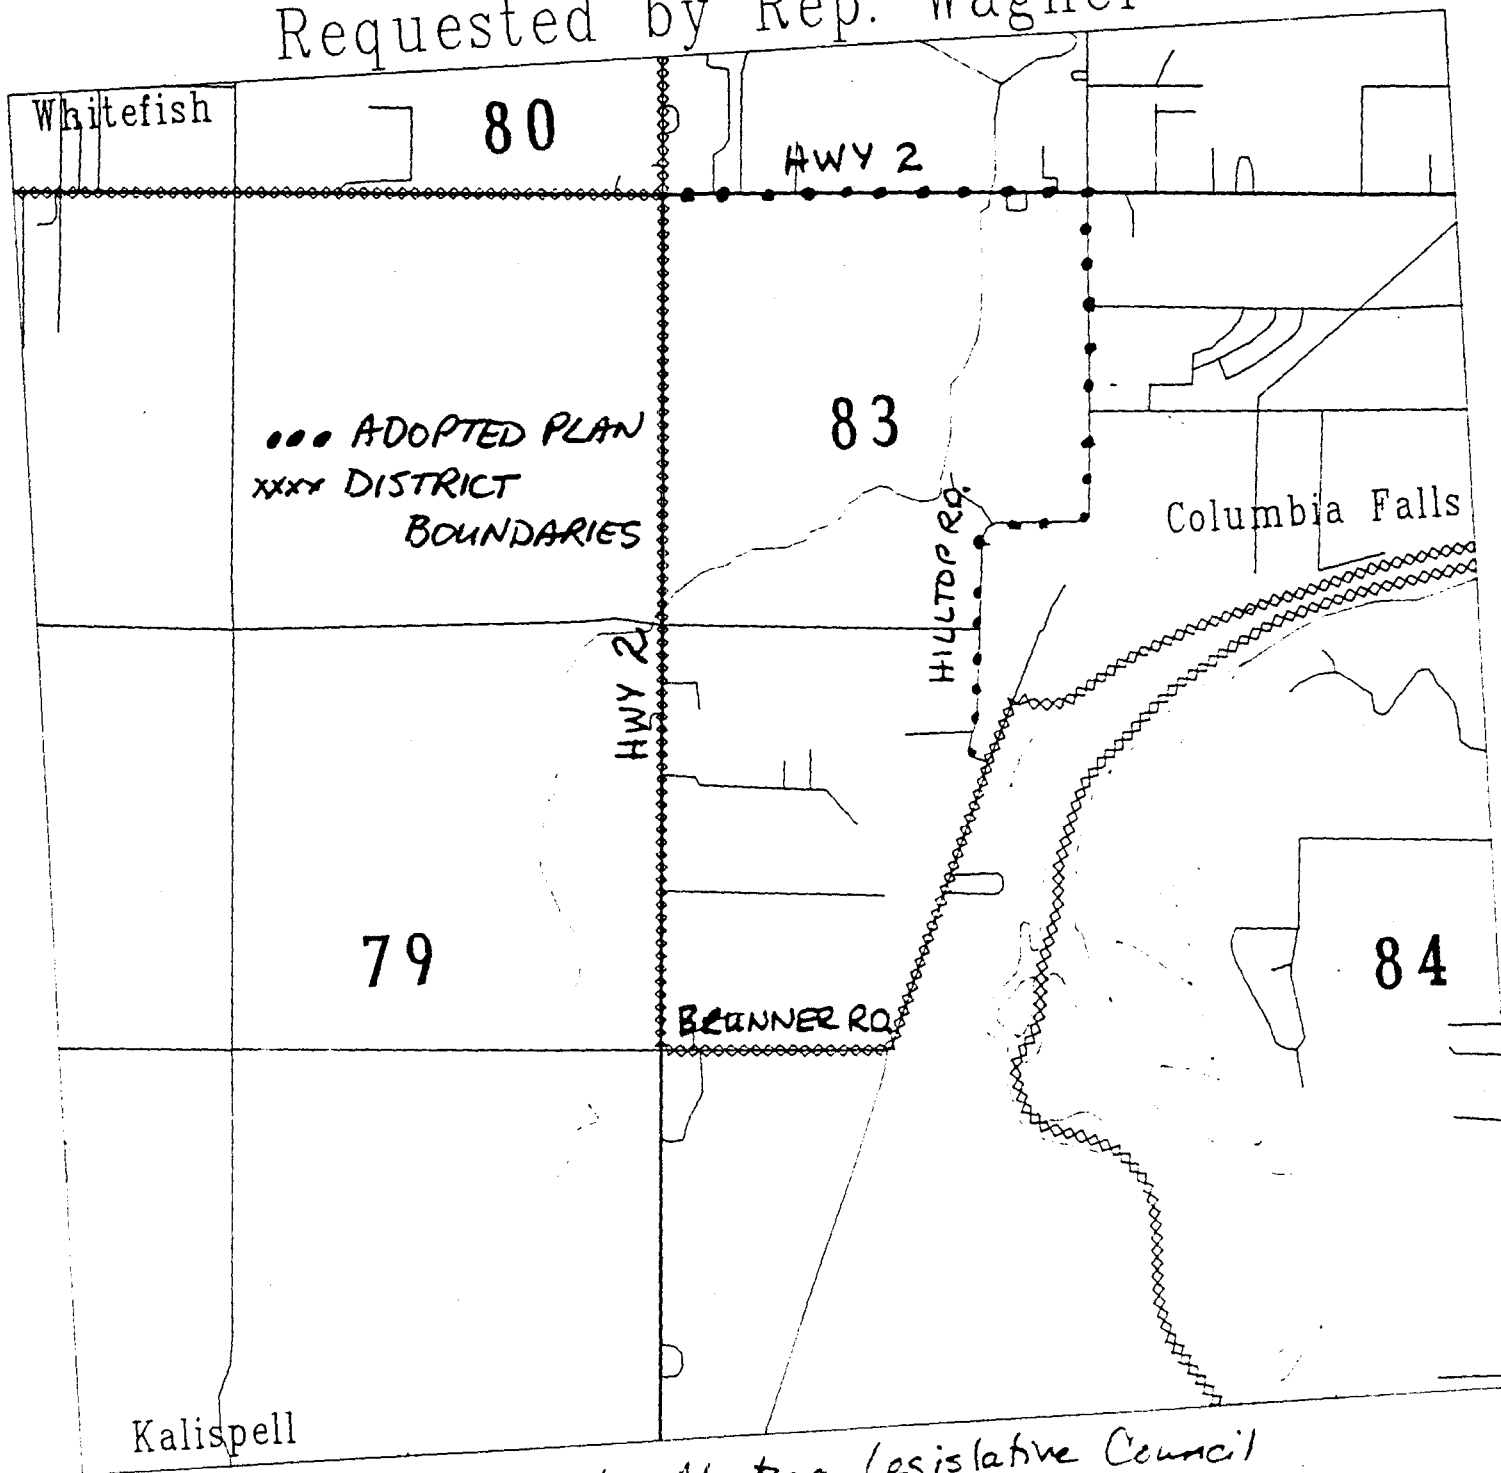 Requested by Rep. Wagner
Whitefish
80
HWY 2
••• ADOPTED PLAN
xxxx DISTRICT
BOUNDARIES
83
HILLTOP RD.
Columbia Falls
HWY 2
79
84
BRUNNER RD.
Kalispell
Legislative Council